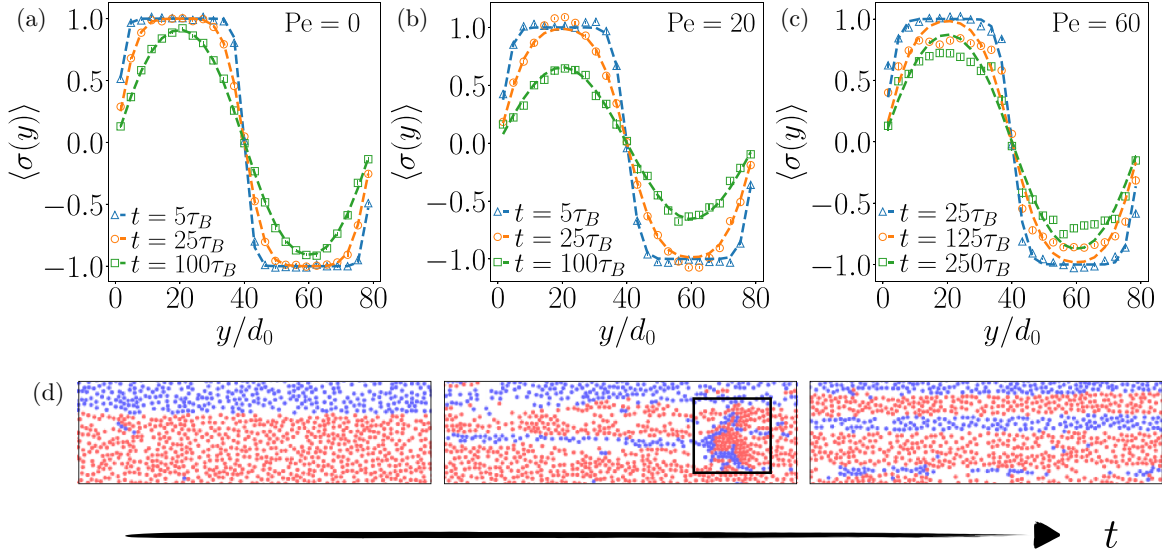 (a)
Pe = 0
1.0
0.5
0.0
−0.5
−1.0
⟨σ(y)⟩
t = 5τ_B
t = 25τ_B
t = 100τ_B
0 20 40 60 80
y/d_0
(b)
Pe = 20
1.0
0.5
0.0
−0.5
−1.0
⟨σ(y)⟩
t = 5τ_B
t = 25τ_B
t = 100τ_B
0 20 40 60 80
y/d_0
(c)
Pe = 60
1.0
0.5
0.0
−0.5
−1.0
⟨σ(y)⟩
t = 25τ_B
t = 125τ_B
t = 250τ_B
0 20 40 60 80
y/d_0
(d)
t